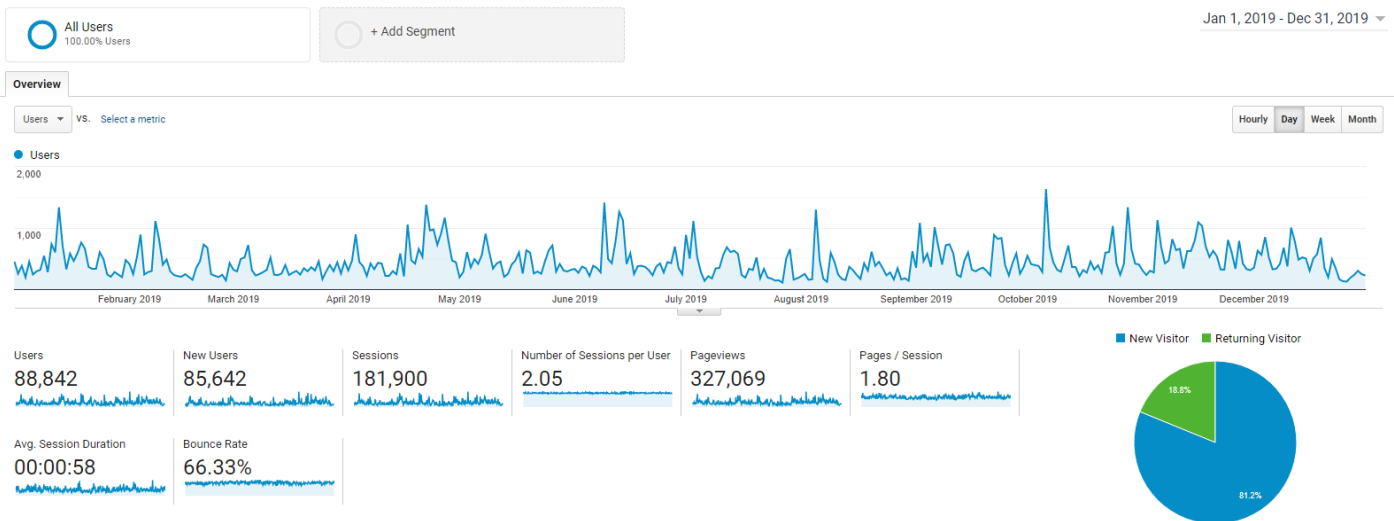 All Users
100.00% Users
+ Add Segment
Jan 1, 2019 - Dec 31, 2019
Overview
Users VS. Select a metric
Hourly Day Week Month
Users
2,000
1,000
February 2019 March 2019 April 2019 May 2019 June 2019 July 2019 August 2019 September 2019 October 2019 November 2019 December 2019
New Visitor Returning Visitor
Users
88,842
New Users
85,642
Sessions
181,900
Number of Sessions per User
2.05
Pageviews
327,069
Pages / Session
1.80
Avg. Session Duration
00:00:58
Bounce Rate
66.33%
18.8%
81.2%